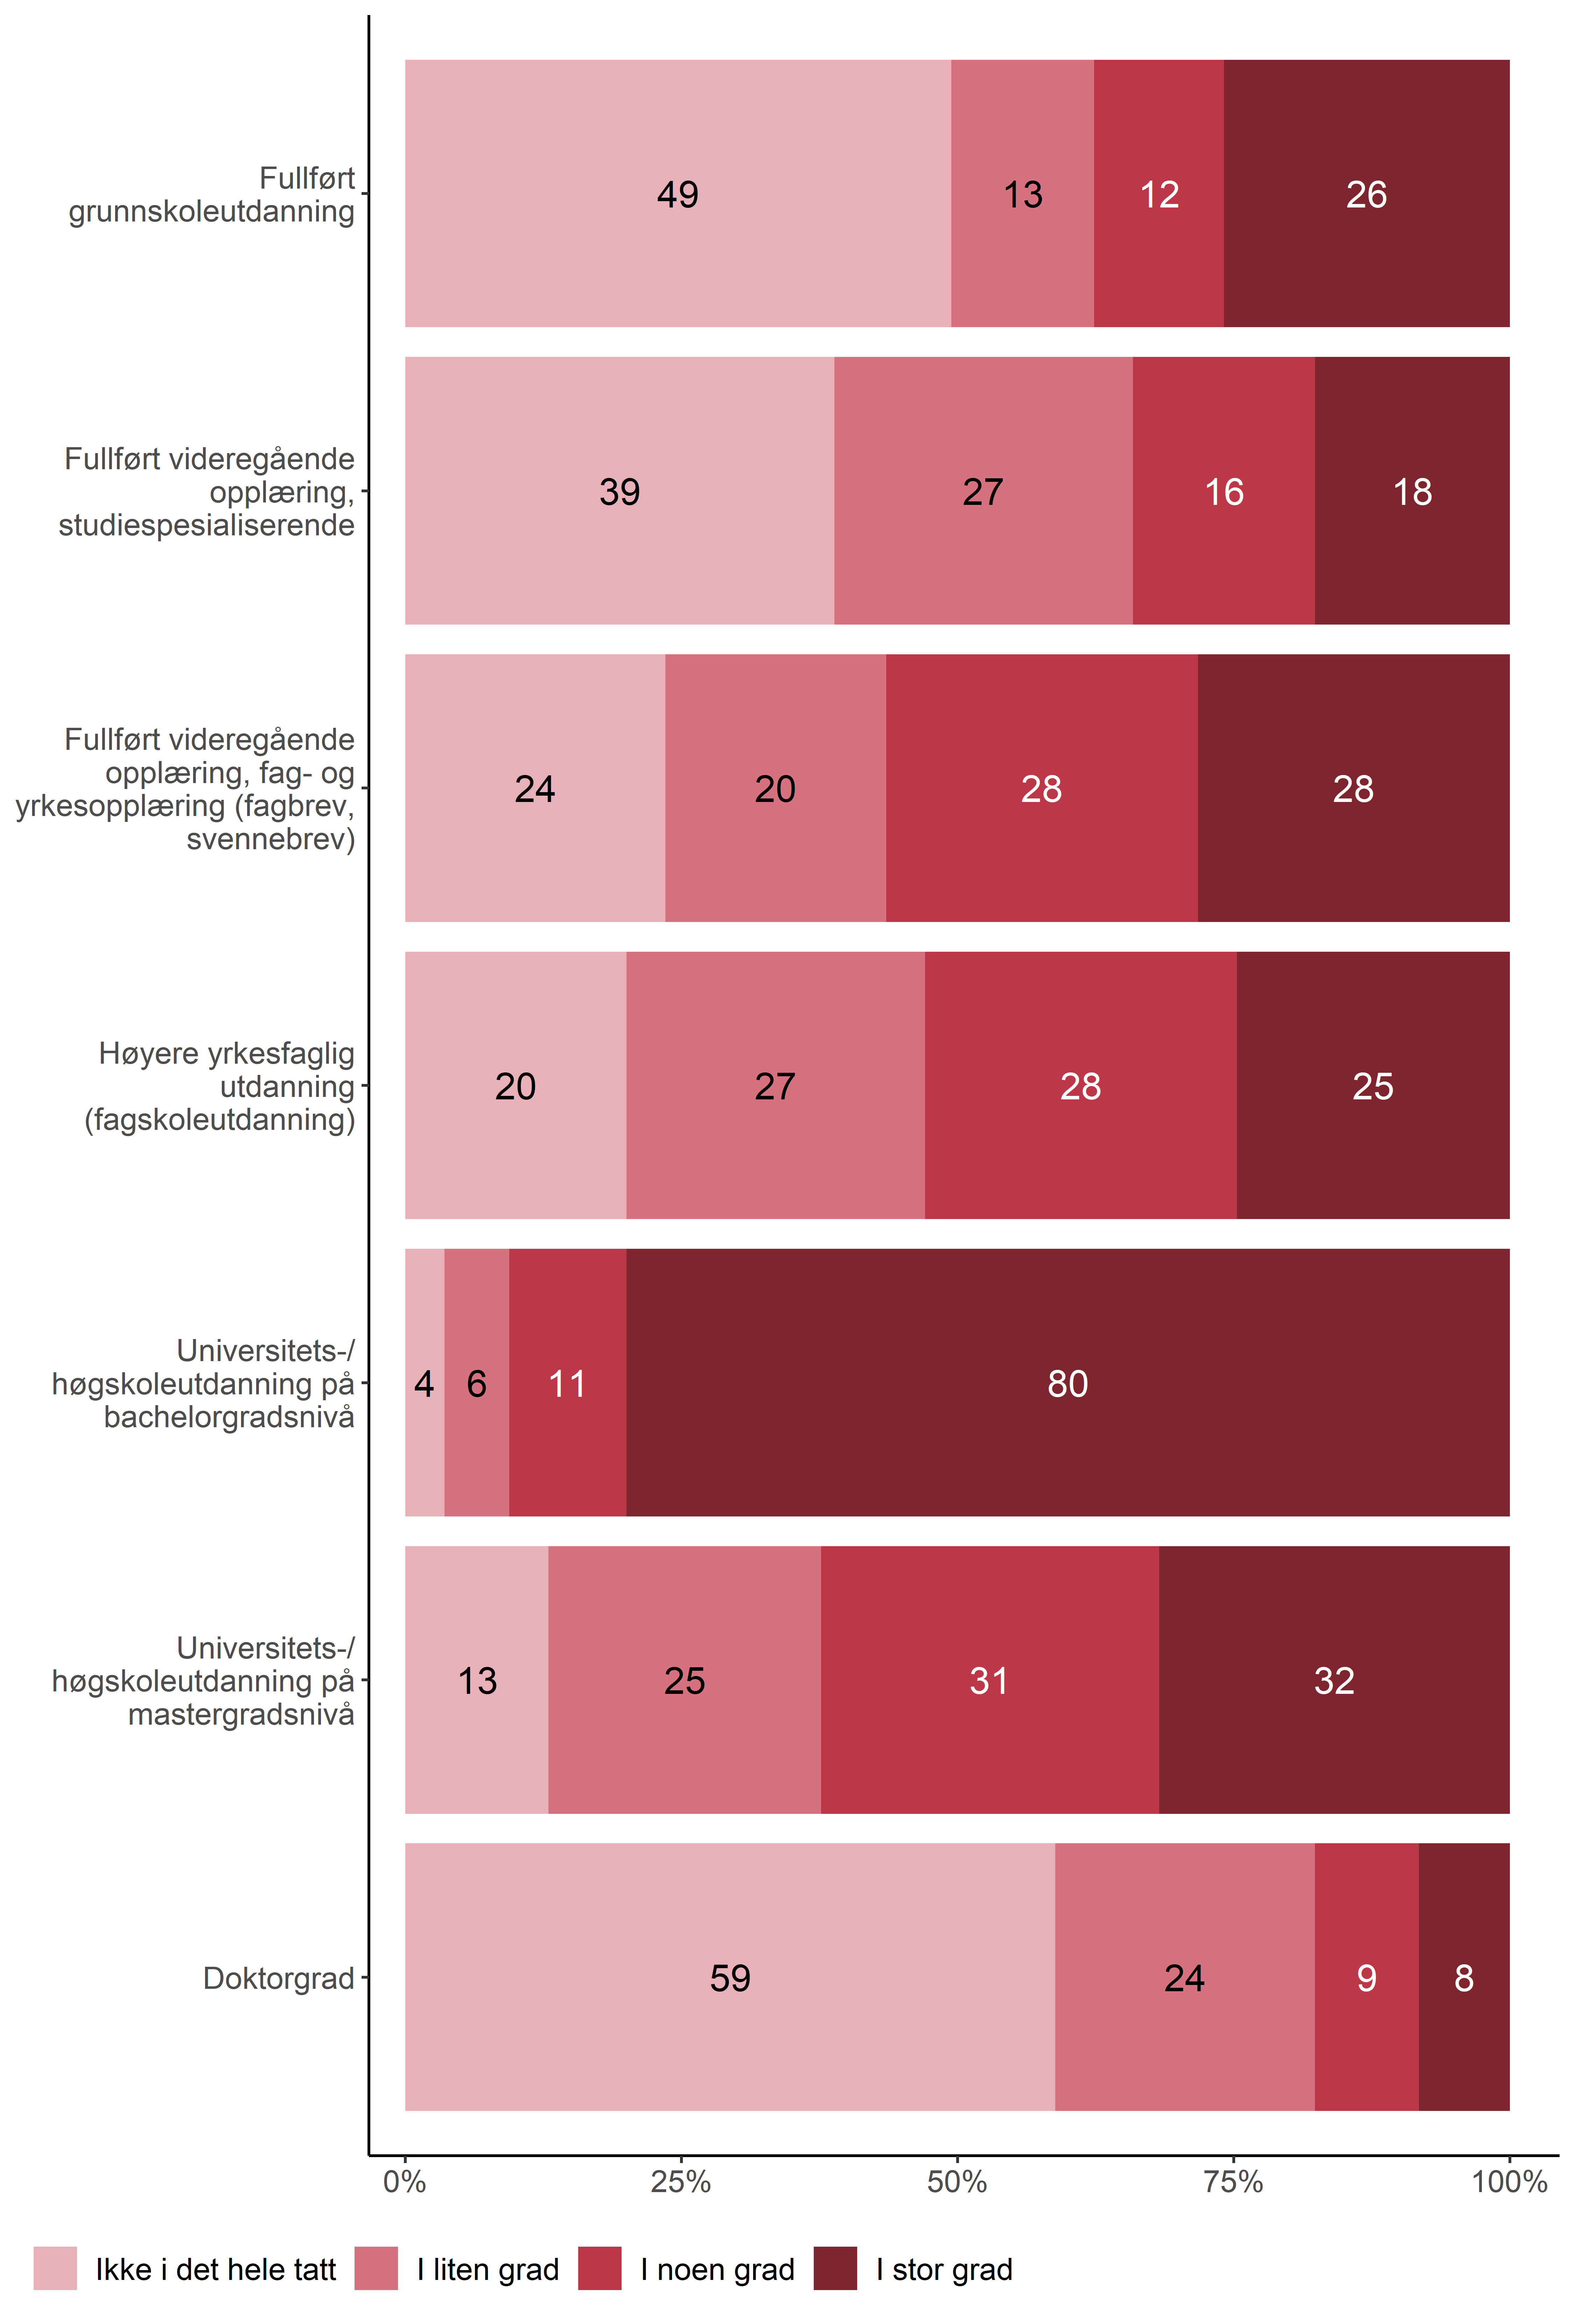 Fullført
grunnskoleutdanning
49 13 12 26
Fullført videregående
opplæring,
studiespesialiserende
39 27 16 18
Fullført videregående
opplæring, fag- og
yrkesopplæring (fagbrev,
svennebrev)
24 20 28 28
Høyere yrkesfaglig
utdanning
(fagskoleutdanning)
20 27 28 25
Universitets-/
høgskoleutdanning på
bachelorgradsnivå
4 6 11 80
Universitets-/
høgskoleutdanning på
mastergradsnivå
13 25 31 32
Doktorgrad
59 24 9 8
0% 25% 50% 75% 100%
Ikke i det hele tatt I liten grad I noen grad I stor grad